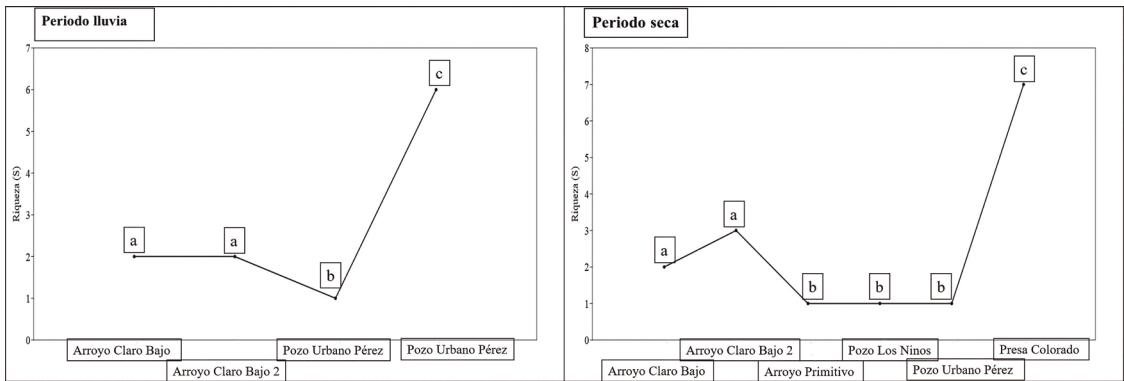 Periodo lluvia
7
6
5
4
3
2
1
0
Riqueza (S)
a
a
b
c
Arroyo Claro Bajo
Arroyo Claro Bajo 2
Pozo Urbano Pérez
Pozo Urbano Pérez
Periodo seca
8
7
6
5
4
3
2
1
0
Riqueza (S)
a
a
b
b
b
c
Arroyo Claro Bajo
Arroyo Claro Bajo 2
Arroyo Primitivo
Pozo Los Ninos
Pozo Urbano Pérez
Presa Colorado